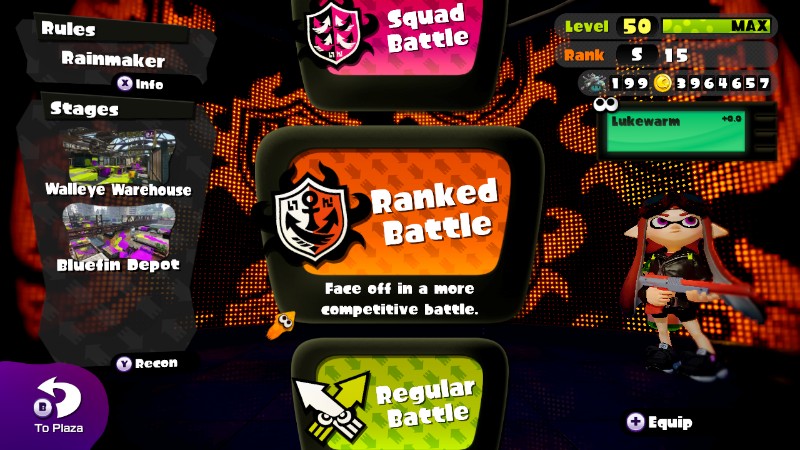 Rules
Rainmaker
X Info
Stages
Walleye Warehouse
Bluefin Depot
Y Recon
B
To Plaza
Squad
Battle
Ranked
Battle
Face off in a more
competitive battle.
Regular
Battle
Level 50 MAX
Rank S 15
199 3964657
Lukewarm +0.0
+ Equip